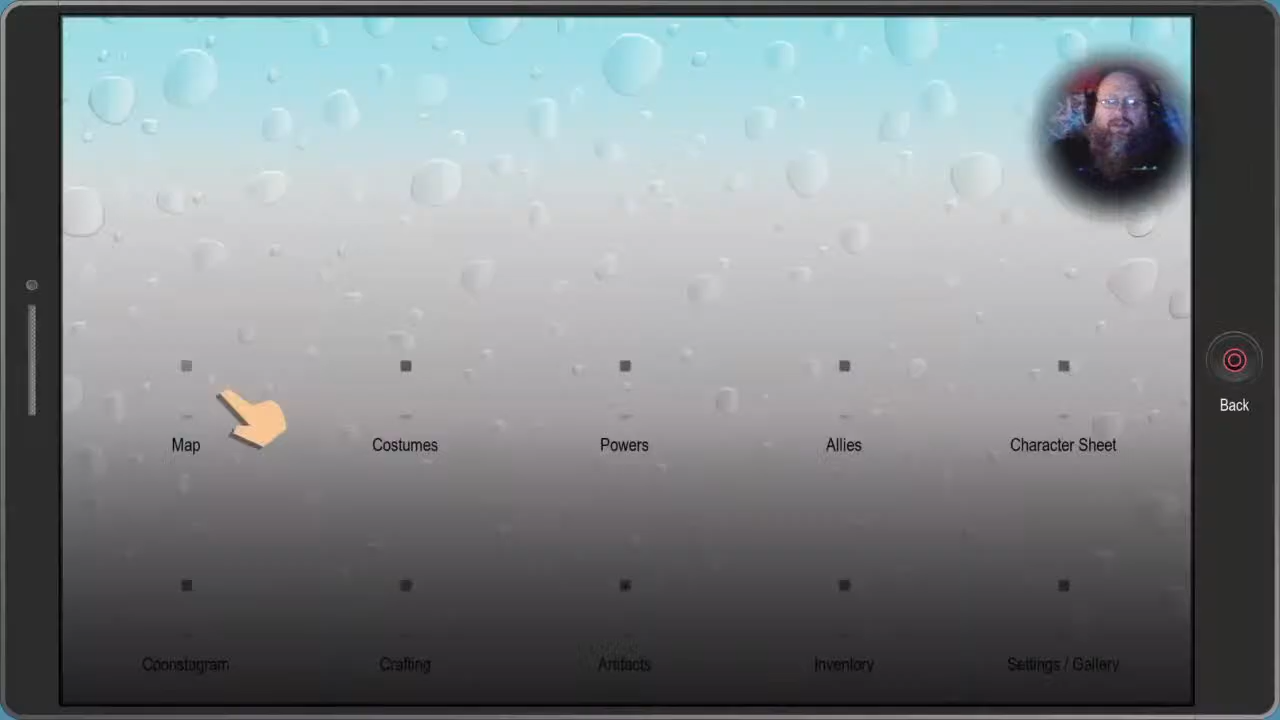 Map
Costumes
Powers
Allies
Character Sheet
Back
Coonstagram
Crafting
Artifacts
Inventory
Settings / Gallery